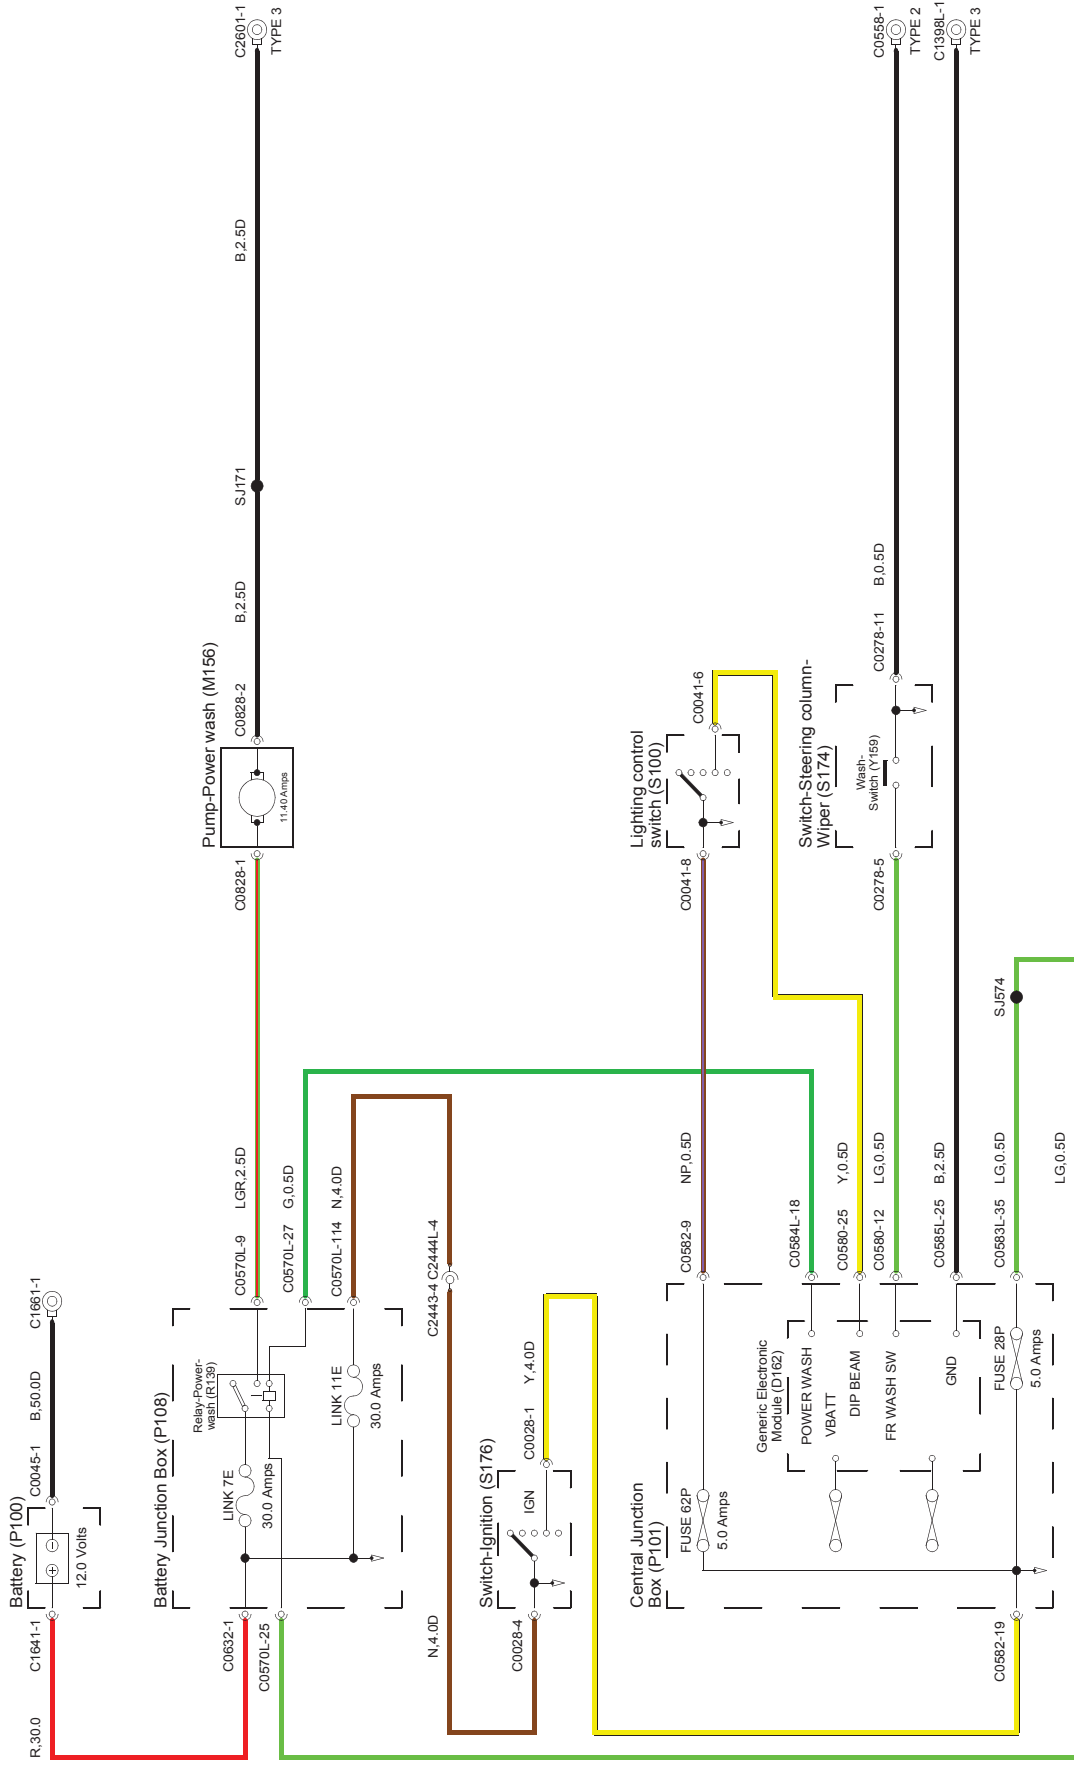 Battery (P100)
12.0 Volts
C0045-1
B,50.0D
C1661-1
C1641-1
R,30.0
Battery Junction Box (P108)
Relay-Power-
wash (R139)
LINK 7E
30.0 Amps
LINK 11E
30.0 Amps
C0632-1
C0570L-25
C0570L-9
LGR,2.5D
C0570L-27
G,0.5D
C0570L-114
N,4.0D
C0828-1
Pump-Power wash (M156)
11.40 Amps
C0828-2
B,2.5D
SJ171
B,2.5D
C2601-1
TYPE 3
C2443-4
C2444L-4
N,4.0D
Switch-Ignition (S176)
IGN
C0028-4
C0028-1
Y,4.0D
Central Junction
Box (P101)
FUSE 62P
5.0 Amps
Generic Electronic
Module (D162)
POWER WASH
VBATT
DIP BEAM
FR WASH SW
GND
FUSE 28P
5.0 Amps
C0582-19
C0582-9
NP,0.5D
C0041-8
Lighting control
switch (S100)
C0041-6
C0584L-18
C0580-25
Y,0.5D
C0580-12
LG,0.5D
C0278-5
Switch-Steering column-
Wiper (S174)
Wash-
Switch (Y159)
C0278-11
B,0.5D
C0558-1
TYPE 2
C0585L-25
B,2.5D
C1398L-1
TYPE 3
C0583L-35
LG,0.5D
SJ574
LG,0.5D